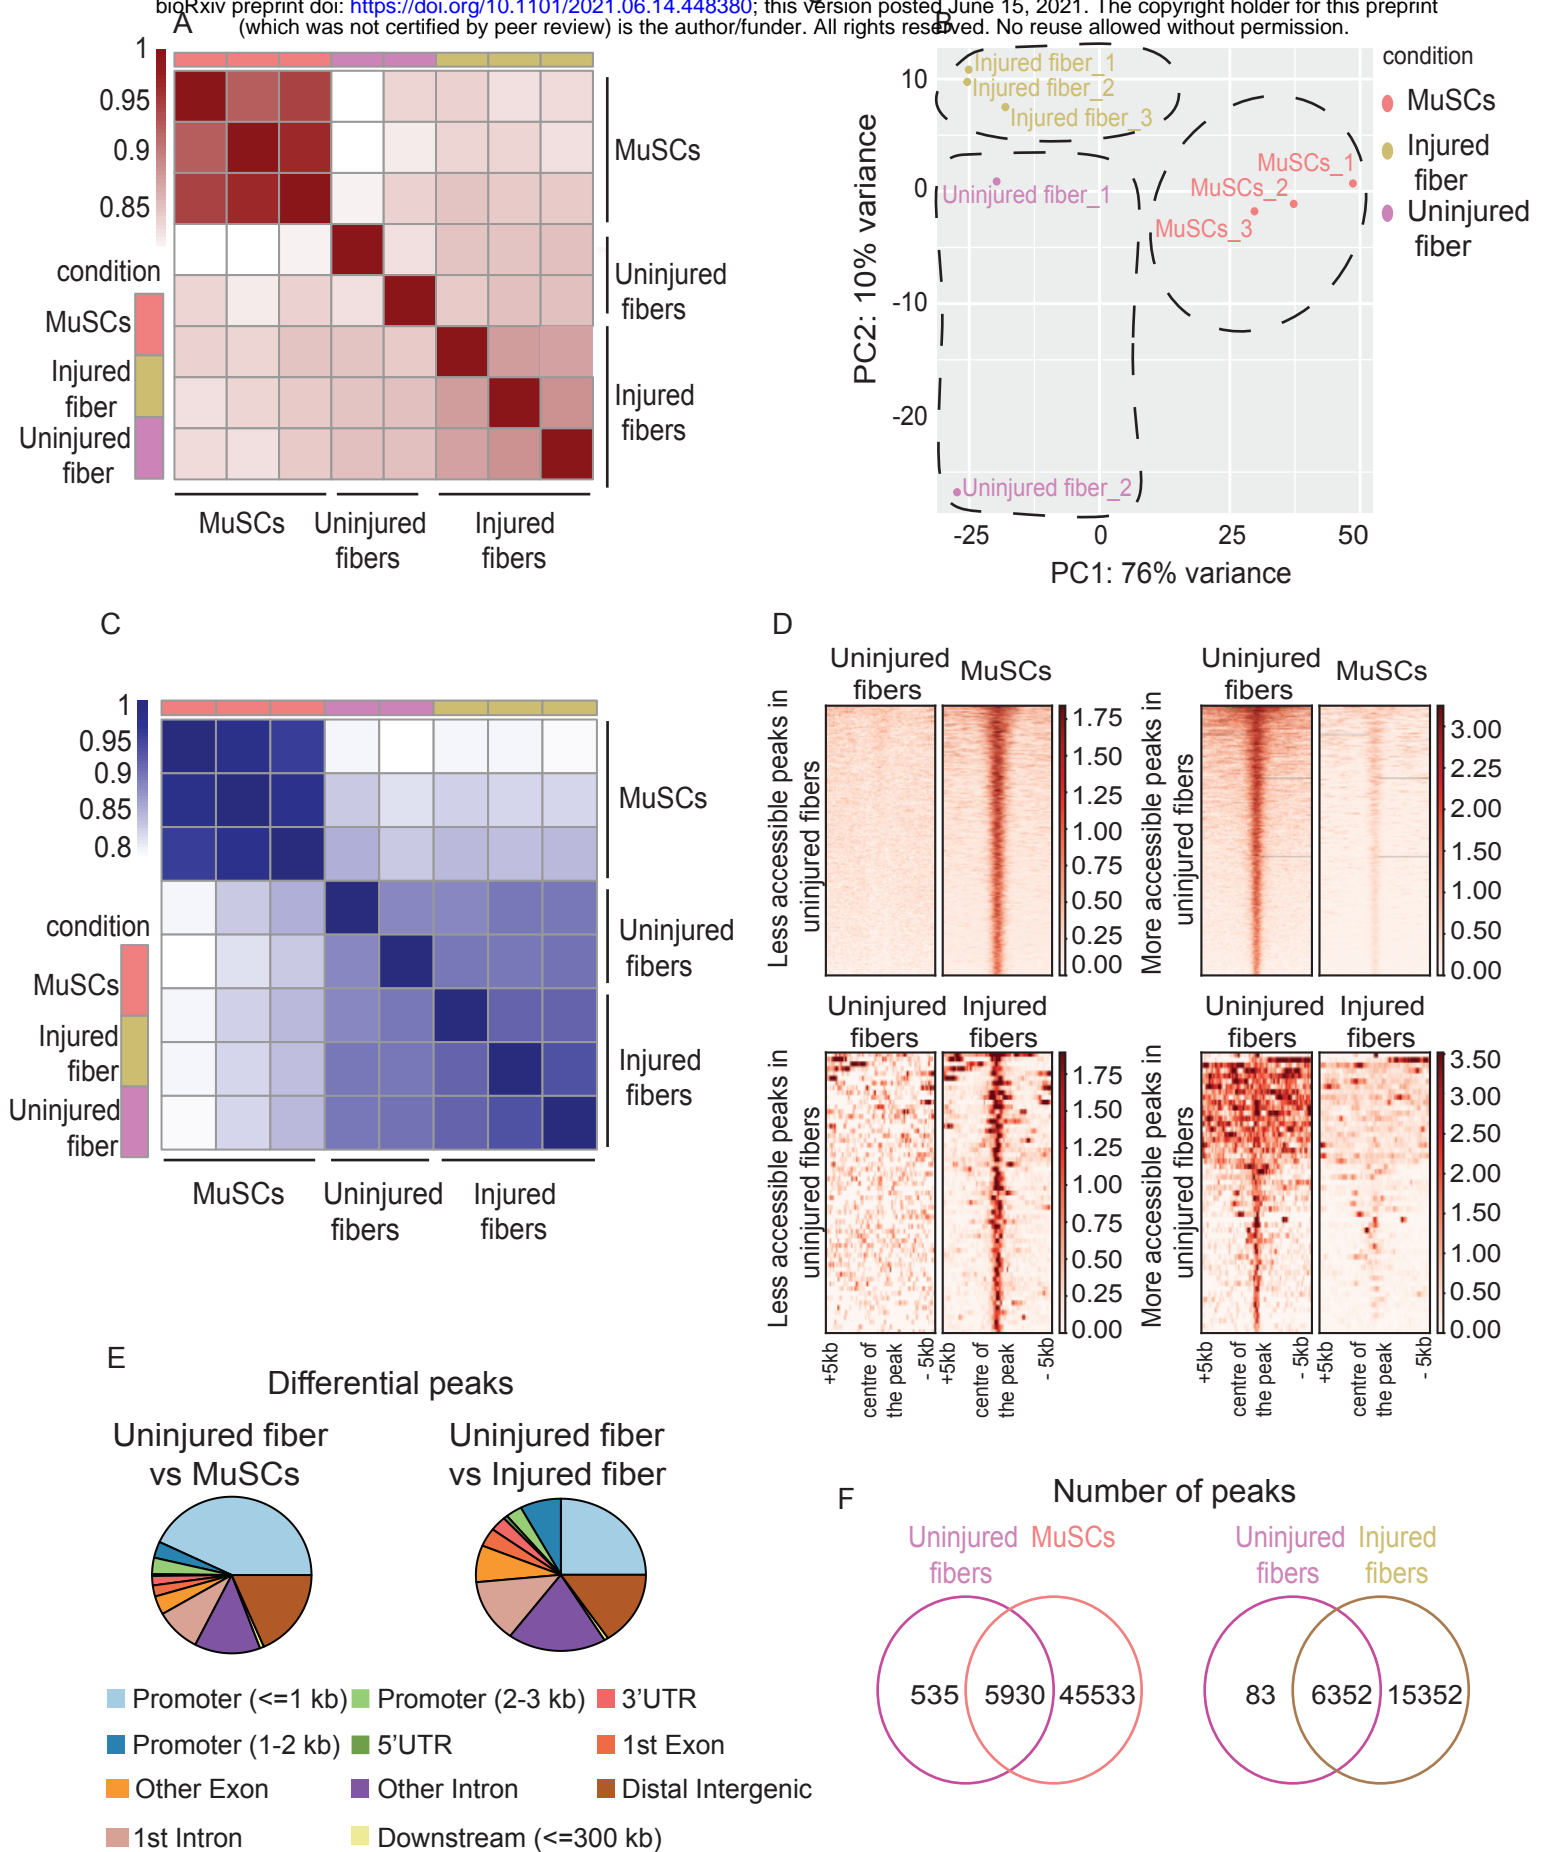 bioRxiv preprint doi: https://doi.org/10.1101/2021.06.14.448380; this version posted June 15, 2021. The copyright holder for this preprint
(which was not certified by peer review) is the author/funder. All rights reserved. No reuse allowed without permission.
A
1
0.95
0.9
0.85
condition
MuSCs
Injured
fiber
Uninjured
fiber
MuSCs
Uninjured
fibers
Injured
fibers
MuSCs
Uninjured
fibers
Injured
fibers
B
PC2: 10% variance
10
0
-10
-20
-25
0
25
50
PC1: 76% variance
Injured fiber_1
Injured fiber_2
Injured fiber_3
Uninjured fiber_1
Uninjured fiber_2
MuSCs_1
MuSCs_2
MuSCs_3
condition
MuSCs
Injured
fiber
Uninjured
fiber
C
1
0.95
0.9
0.85
0.8
condition
MuSCs
Injured
fiber
Uninjured
fiber
MuSCs
Uninjured
fibers
Injured
fibers
MuSCs
Uninjured
fibers
Injured
fibers
D
Less accessible peaks in
uninjured fibers
Uninjured
fibers
MuSCs
1.75
1.50
1.25
1.00
0.75
0.50
0.25
0.00
More accessible peaks in
uninjured fibers
Uninjured
fibers
MuSCs
3.00
2.25
2.00
1.50
1.00
0.50
0.00
Less accessible peaks in
uninjured fibers
Uninjured
fibers
Injured
fibers
1.75
1.50
1.25
1.00
0.75
0.50
0.25
0.00
+5kb
centre of
the peak
- 5kb
+5kb
centre of
the peak
- 5kb
More accessible peaks in
uninjured fibers
Uninjured
fibers
Injured
fibers
3.50
3.00
2.50
2.00
1.50
1.00
0.50
0.00
+5kb
centre of
the peak
- 5kb
+5kb
centre of
the peak
- 5kb
E
Differential peaks
Uninjured fiber
vs MuSCs
Uninjured fiber
vs Injured fiber
Promoter (<=1 kb)
Promoter (2-3 kb)
3'UTR
Promoter (1-2 kb)
5'UTR
1st Exon
Other Exon
Other Intron
Distal Intergenic
1st Intron
Downstream (<=300 kb)
F
Number of peaks
Uninjured
fibers
MuSCs
535
5930
45533
Uninjured
fibers
Injured
fibers
83
6352
15352